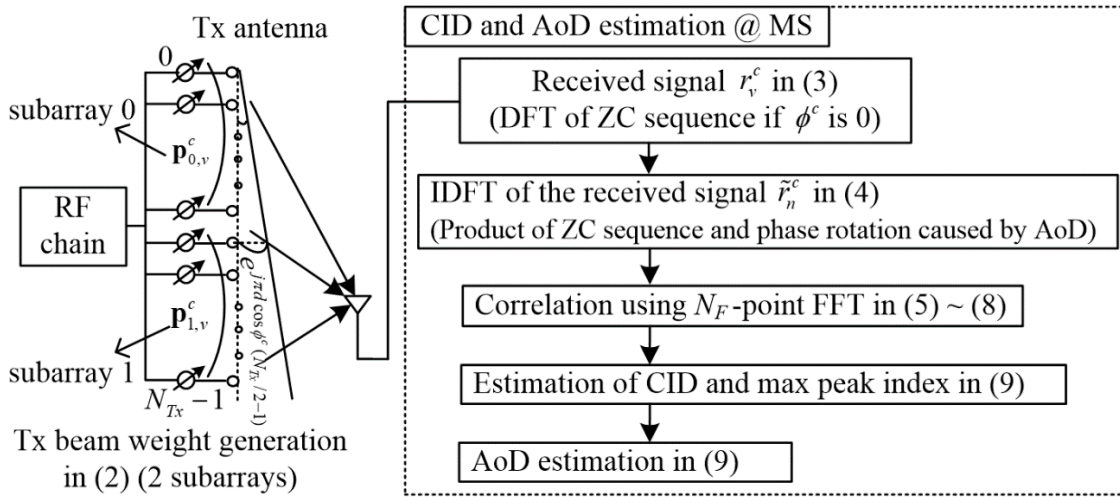 Tx antenna
0
subarray 0
𝐩^c_{0,v}
RF
chain
e^{jπd cos ϕ^c (N_{Tx}/2−1)}
𝐩^c_{1,v}
subarray 1
N_{Tx} −1
Tx beam weight generation
in (2) (2 subarrays)
CID and AoD estimation @ MS
Received signal r^c_v in (3)
(DFT of ZC sequence if ϕ^c is 0)
IDFT of the received signal r̃^c_n in (4)
(Product of ZC sequence and phase rotation caused by AoD)
Correlation using N_F-point FFT in (5) ~ (8)
Estimation of CID and max peak index in (9)
AoD estimation in (9)